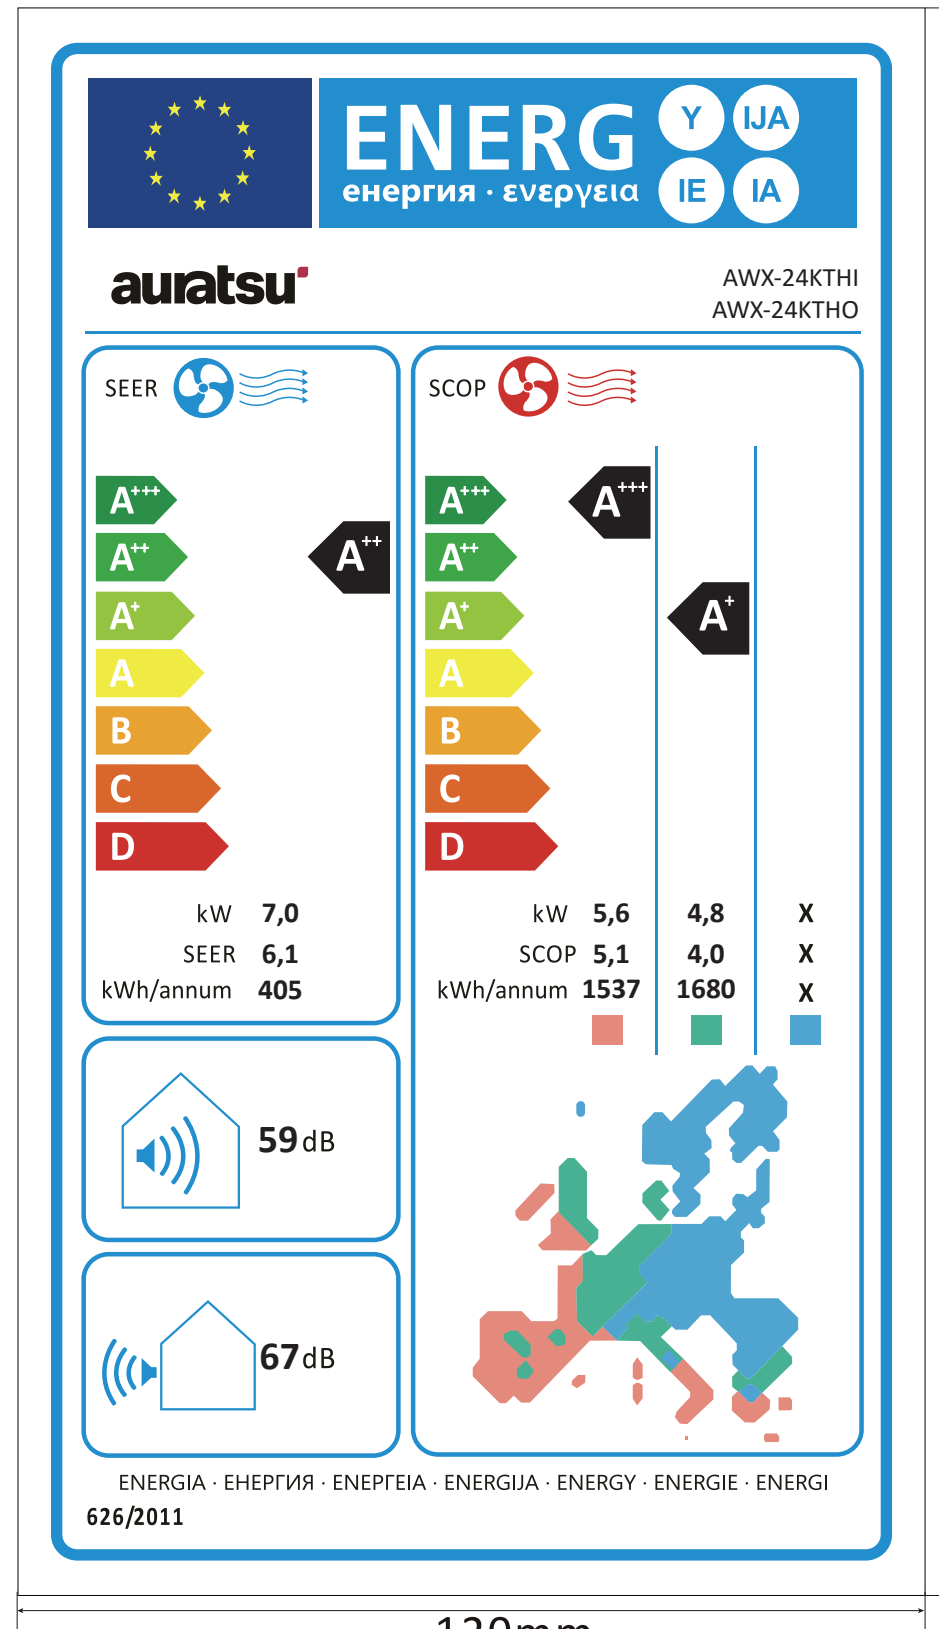 ENERG
енергия · ενεργεια
Y IJA
IE IA
auratsu
AWX-24KTHI
AWX-24KTHO
SEER
A+++
A++
A++
A+
A
B
C
D
kW 7,0
SEER 6,1
kWh/annum 405
SCOP
A+++
A+++
A++
A+
A+
A
B
C
D
kW 5,6 4,8 X
SCOP 5,1 4,0 X
kWh/annum 1537 1680 X
59 dB
67 dB
ENERGIA · ЕНЕРГИЯ · ΕΝΕΡΓΕΙΑ · ENERGIJA · ENERGY · ENERGIE · ENERGI
626/2011